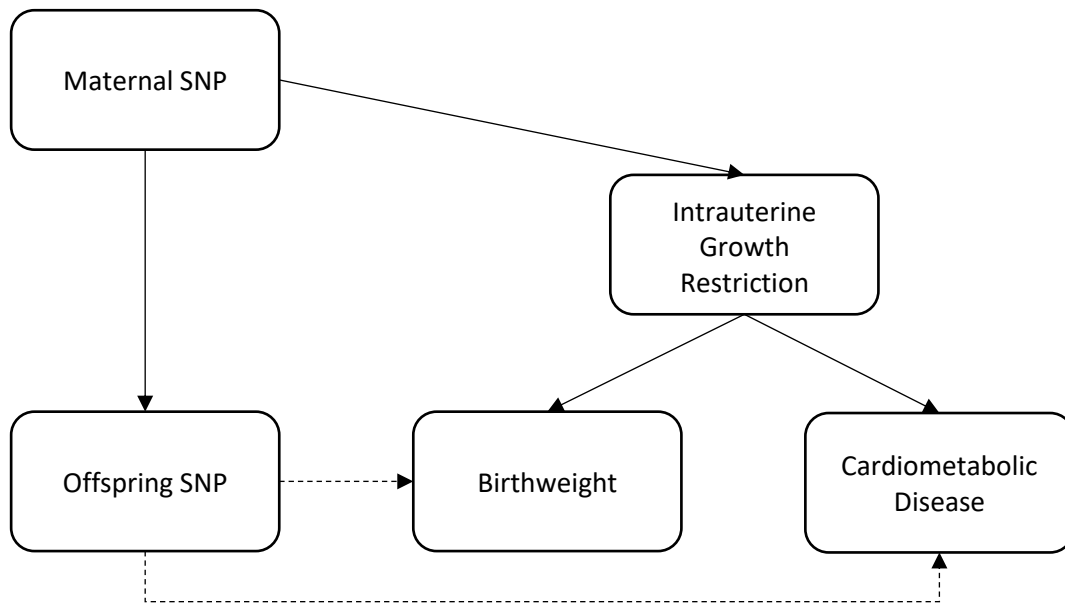 Maternal SNP
Intrauterine
Growth
Restriction
Offspring SNP
Birthweight
Cardiometabolic
Disease